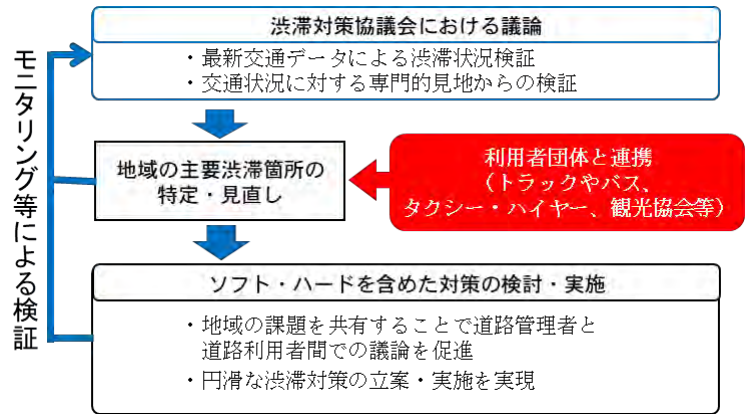 渋滞対策協議会における議論
・最新交通データによる渋滞状況検証
・交通状況に対する専門的見地からの検証
モニタリング等による検証
地域の主要渋滞箇所の
特定・見直し
利用者団体と連携
（トラックやバス、
タクシー・ハイヤー、観光協会等）
ソフト・ハードを含めた対策の検討・実施
・地域の課題を共有することで道路管理者と
道路利用者間での議論を促進
・円滑な渋滞対策の立案・実施を実現